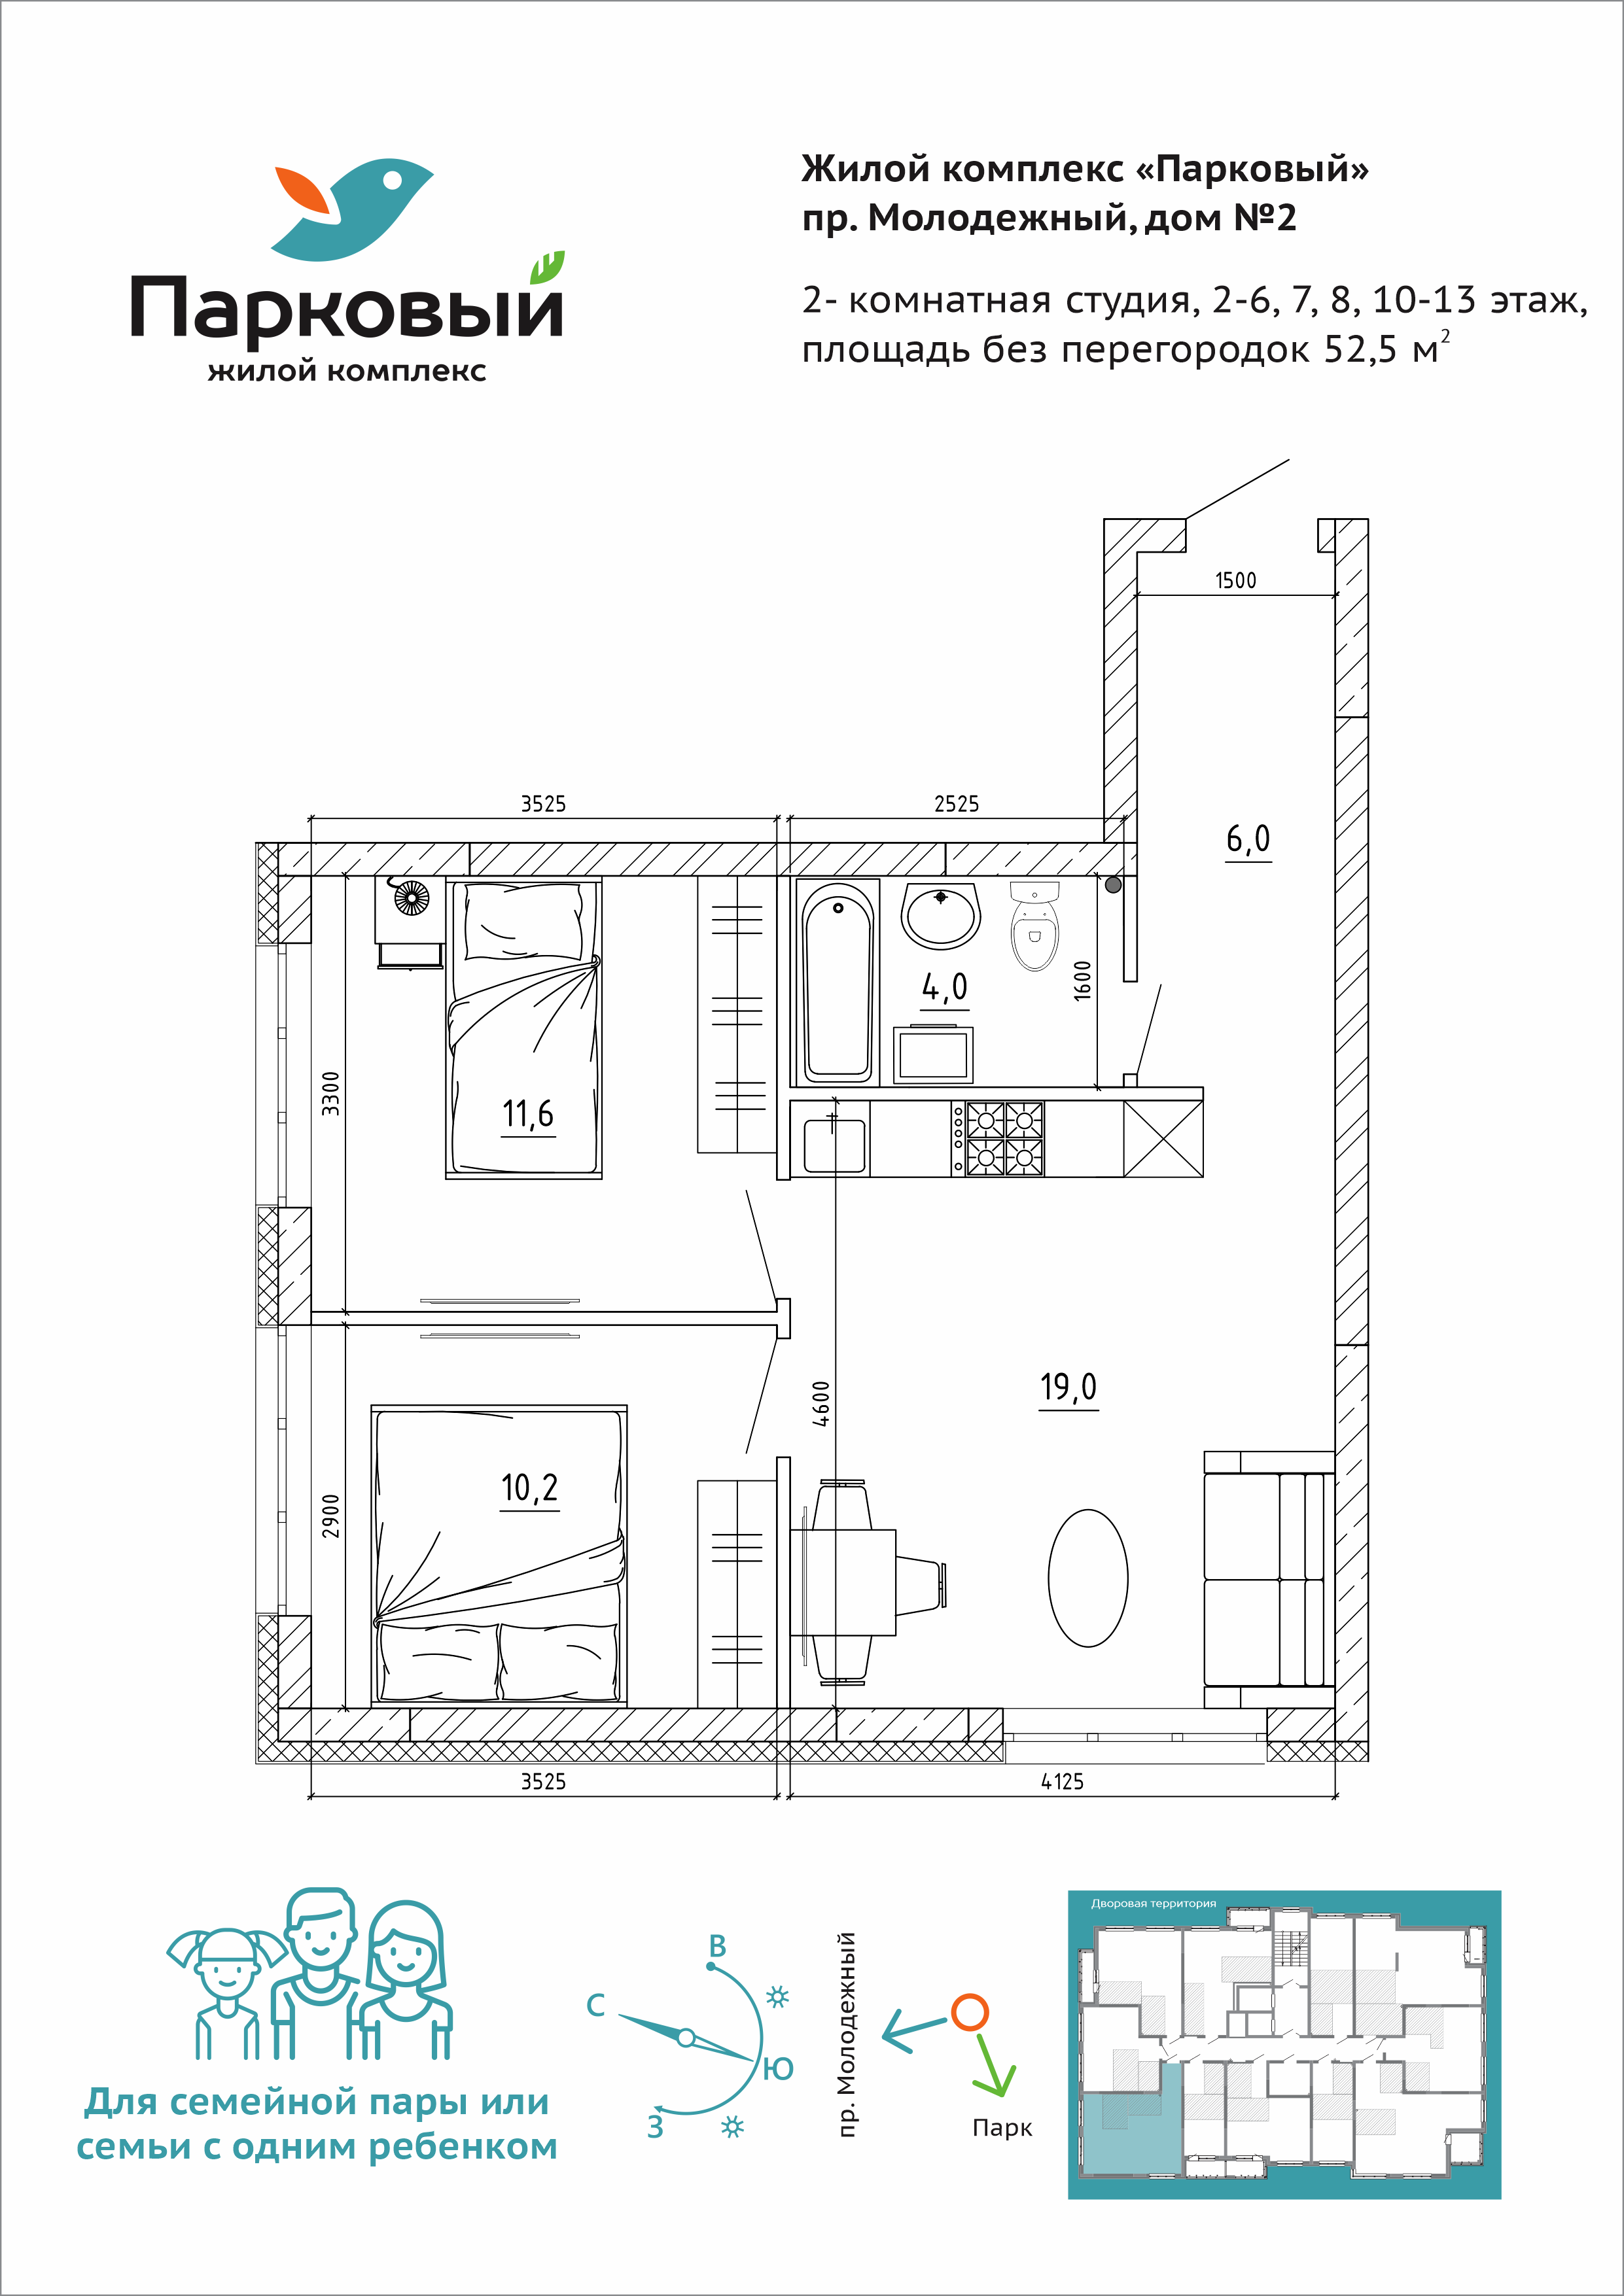 Парковый
жилой комплекс
Жилой комплекс «Парковый»
пр. Молодежный, дом №2
2- комнатная студия, 2-6, 7, 8, 10-13 этаж,
площадь без перегородок 52,5 м²
1500
3525
2525
6,0
4,0
1600
3300
11,6
4600
19,0
10,2
2900
3525
4125
Для семейной пары или
семьи с одним ребенком
В
С
Ю
З
пр. Молодежный
Парк
Дворовая территория